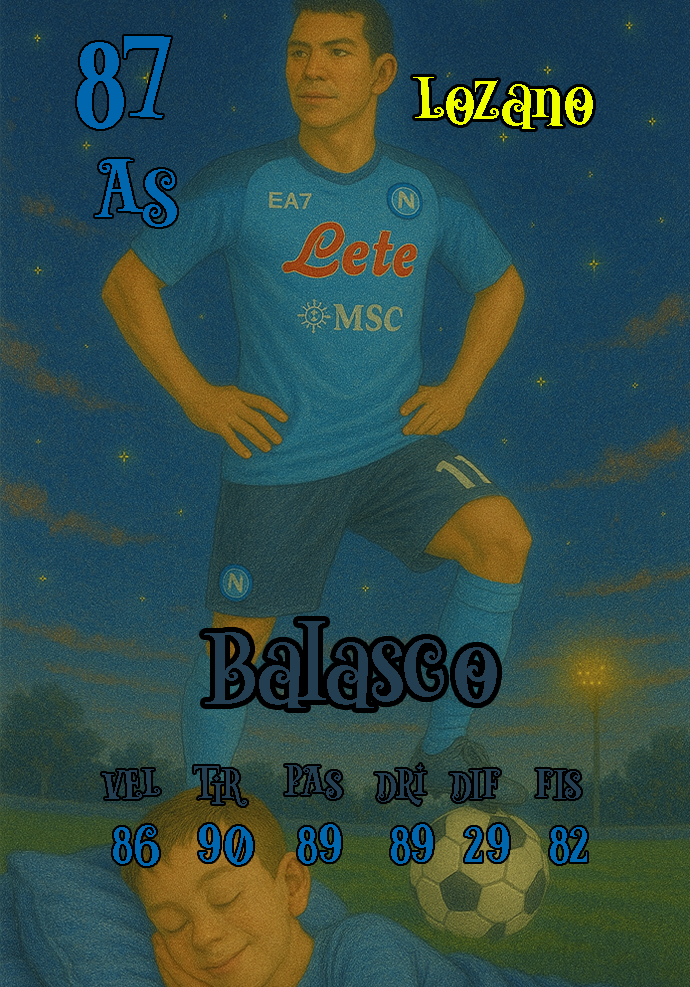 87
Lozano
AS
EA7
N
Lete
MSC
11
N
Balasco
VEL TIR PAS DRI DIF FIS
86 90 89 89 29 82